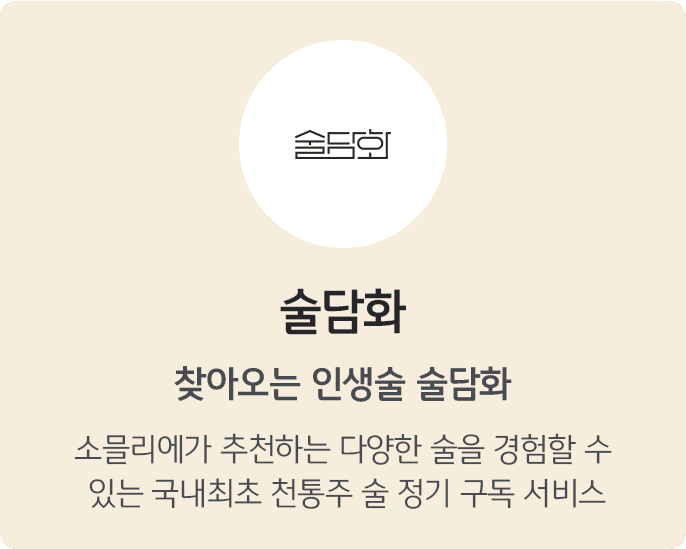 술담화
술담화
찾아오는 인생술 술담화
소믈리에가 추천하는 다양한 술을 경험할 수
있는 국내최초 천통주 술 정기 구독 서비스